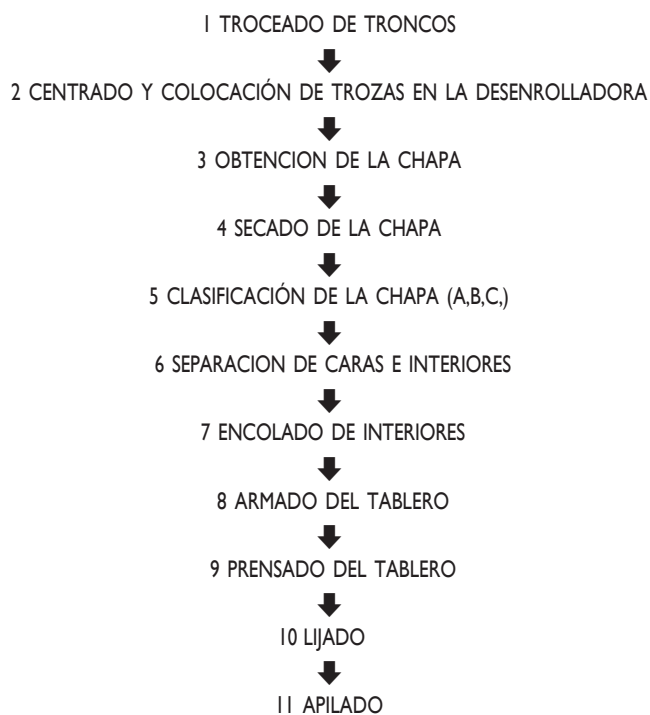 1 TROCEADO DE TRONCOS
2 CENTRADO Y COLOCACIÓN DE TROZAS EN LA DESENROLLADORA
3 OBTENCION DE LA CHAPA
4 SECADO DE LA CHAPA
5 CLASIFICACIÓN DE LA CHAPA (A,B,C,)
6 SEPARACION DE CARAS E INTERIORES
7 ENCOLADO DE INTERIORES
8 ARMADO DEL TABLERO
9 PRENSADO DEL TABLERO
10 LIJADO
11 APILADO